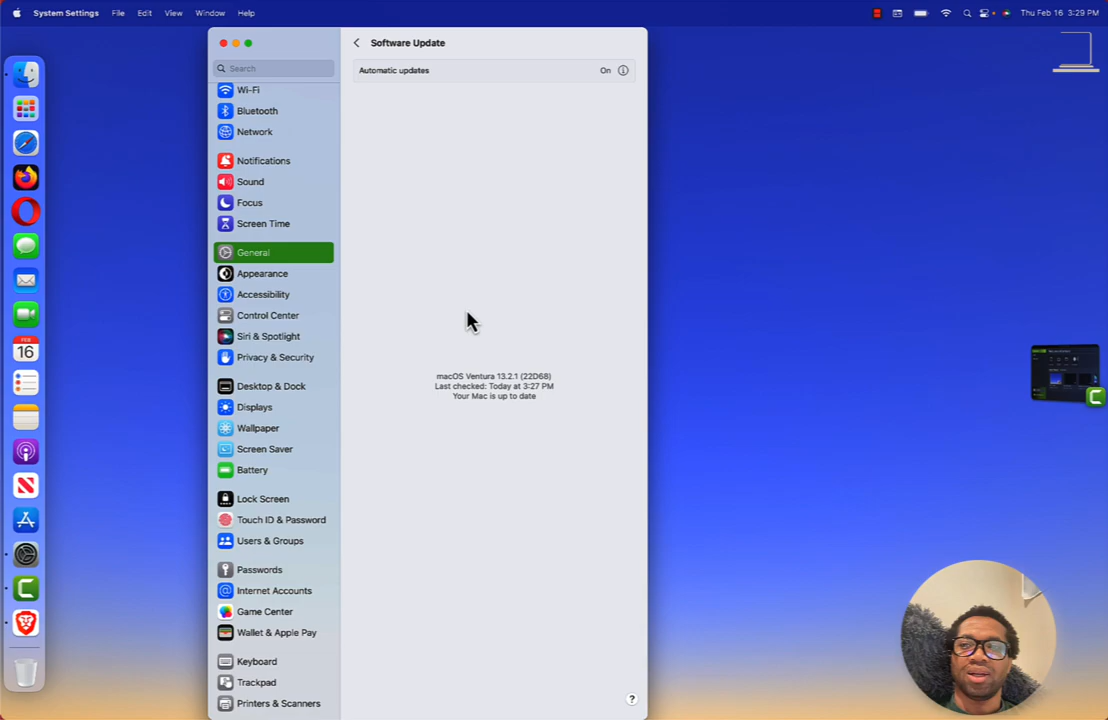 System Settings File Edit View Window Help Thu Feb 16 3:29 PM
Software Update
Search
Automatic updates On
Wi-Fi
Bluetooth
Network
Notifications
Sound
Focus
Screen Time
General
Appearance
Accessibility
Control Center
Siri & Spotlight
Privacy & Security
Desktop & Dock
Displays
Wallpaper
Screen Saver
Battery
Lock Screen
Touch ID & Password
Users & Groups
Passwords
Internet Accounts
Game Center
Wallet & Apple Pay
Keyboard
Trackpad
Printers & Scanners
macOS Ventura 13.2.1 (22D68)
Last checked: Today at 3:27 PM
Your Mac is up to date
?
FEB
16